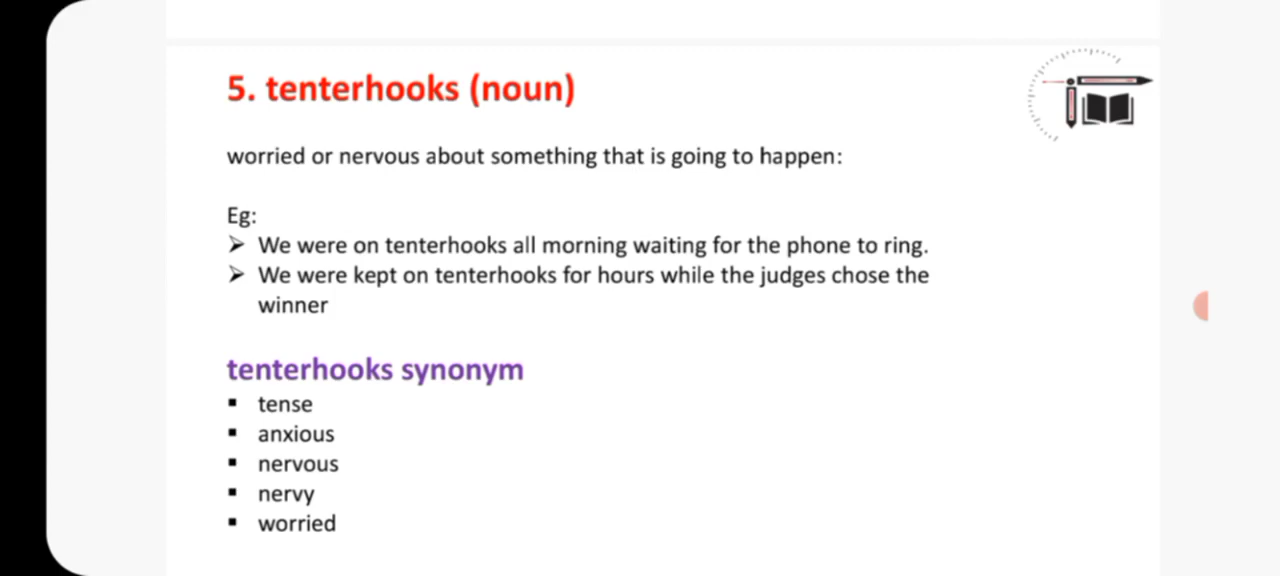 5. tenterhooks (noun)
worried or nervous about something that is going to happen:
Eg:
➢ We were on tenterhooks all morning waiting for the phone to ring.
➢ We were kept on tenterhooks for hours while the judges chose the
winner
tenterhooks synonym
▪ tense
▪ anxious
▪ nervous
▪ nervy
▪ worried